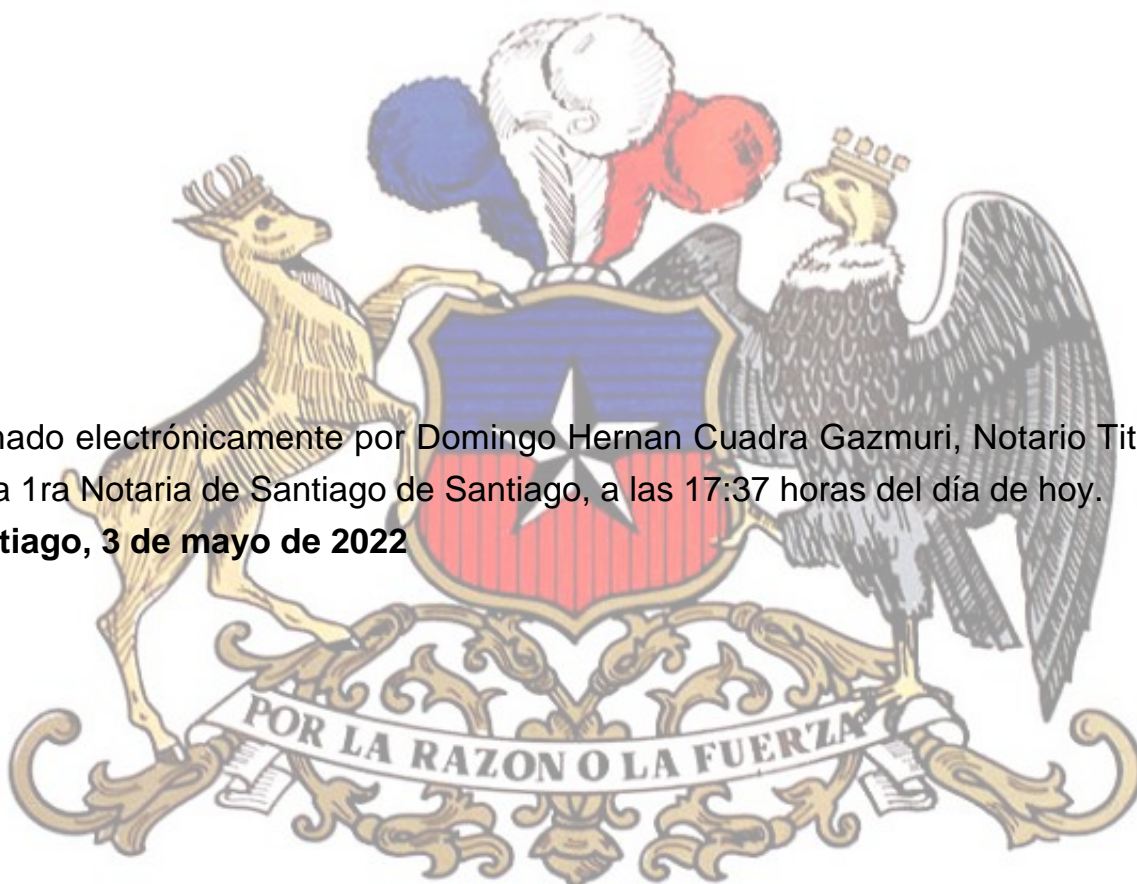 nado electrónicamente por Domingo Hernan Cuadra Gazmuri, Notario Tit
a 1ra Notaria de Santiago de Santiago, a las 17:37 horas del día de hoy.
tiago, 3 de mayo de 2022
POR LA RAZON O LA FUERZA